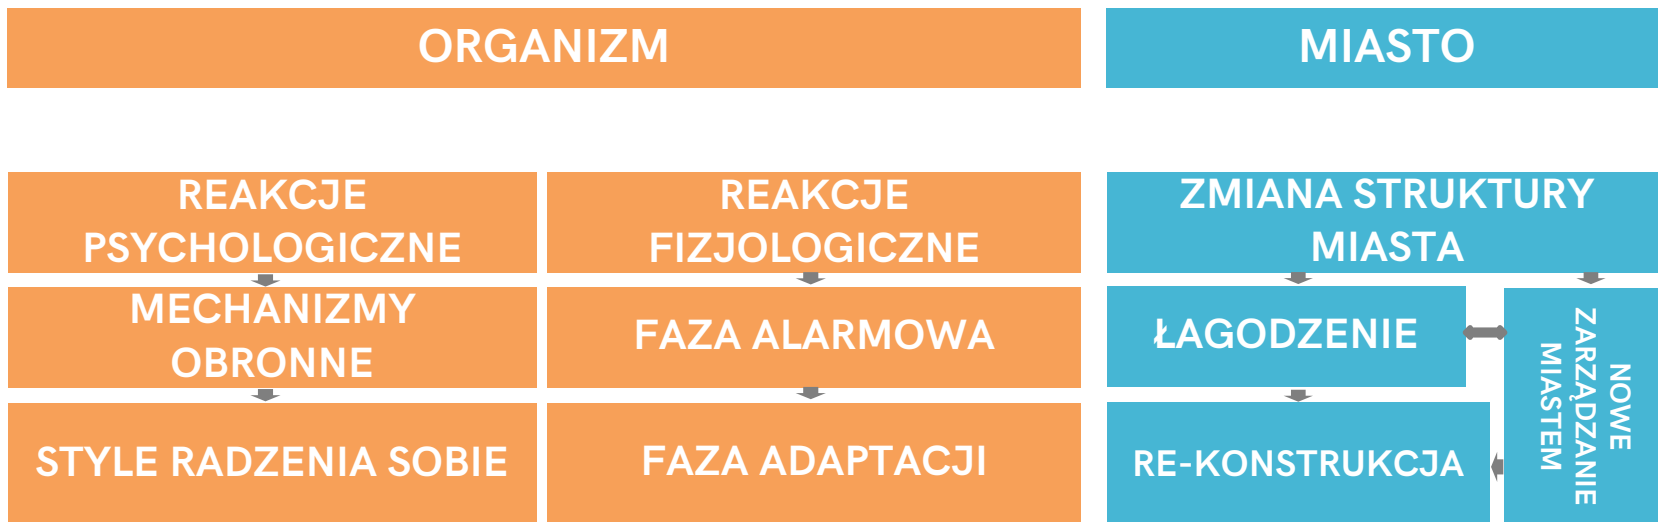 ORGANIZM
MIASTO
REAKCJE
PSYCHOLOGICZNE
REAKCJE
FIZJOLOGICZNE
ZMIANA STRUKTURY
MIASTA
MECHANIZMY
OBRONNE
FAZA ALARMOWA
ŁAGODZENIE
NOWE
ZARZĄDZANIE
MIASTEM
STYLE RADZENIA SOBIE
FAZA ADAPTACJI
RE-KONSTRUKCJA